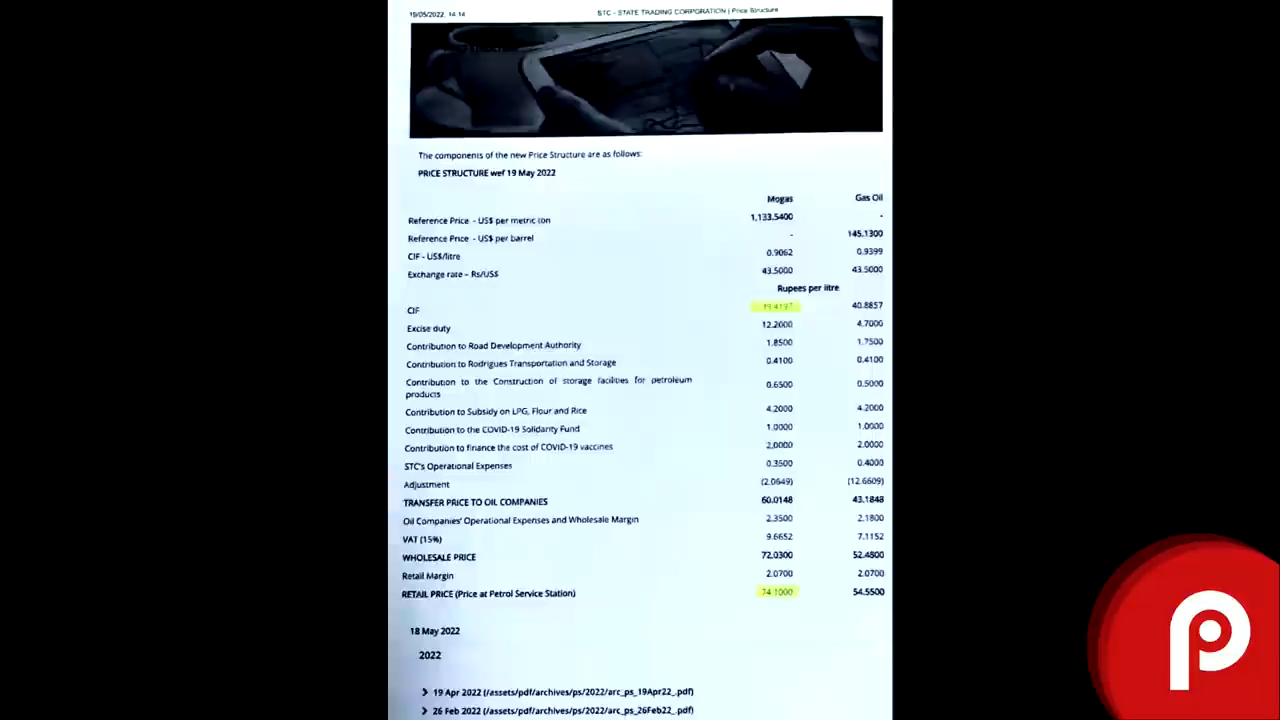 19/05/2022, 14:14 STC - STATE TRADING CORPORATION | Price Structure
The components of the new Price Structure are as follows:
PRICE STRUCTURE wef 19 May 2022
Mogas Gas Oil
Reference Price - US$ per metric ton 1,133.5400 -
Reference Price - US$ per barrel - 145.1300
CIF - US$/litre 0.9062 0.9399
Exchange rate - Rs/US$ 43.5000 43.5000
Rupees per litre
CIF 39.4197 40.8857
Excise duty 12.2000 4.7000
Contribution to Road Development Authority 1.8500 1.7500
Contribution to Rodrigues Transportation and Storage 0.4100 0.4100
Contribution to the Construction of storage facilities for petroleum
products 0.6500 0.5000
Contribution to Subsidy on LPG, Flour and Rice 4.2000 4.2000
Contribution to the COVID-19 Solidarity Fund 1.0000 1.0000
Contribution to finance the cost of COVID-19 vaccines 2.0000 2.0000
STC's Operational Expenses 0.3500 0.4000
Adjustment (2.0649) (12.6609)
TRANSFER PRICE TO OIL COMPANIES 60.0148 43.1848
Oil Companies' Operational Expenses and Wholesale Margin 2.3500 2.1800
VAT (15%) 9.6652 7.1152
WHOLESALE PRICE 72.0300 52.4800
Retail Margin 2.0700 2.0700
RETAIL PRICE (Price at Petrol Service Station) 74.1000 54.5500
18 May 2022
2022
19 Apr 2022 (/assets/pdf/archives/ps/2022/arc_ps_19Apr22_.pdf)
26 Feb 2022 (/assets/pdf/archives/ps/2022/arc_ps_26Feb22_.pdf)